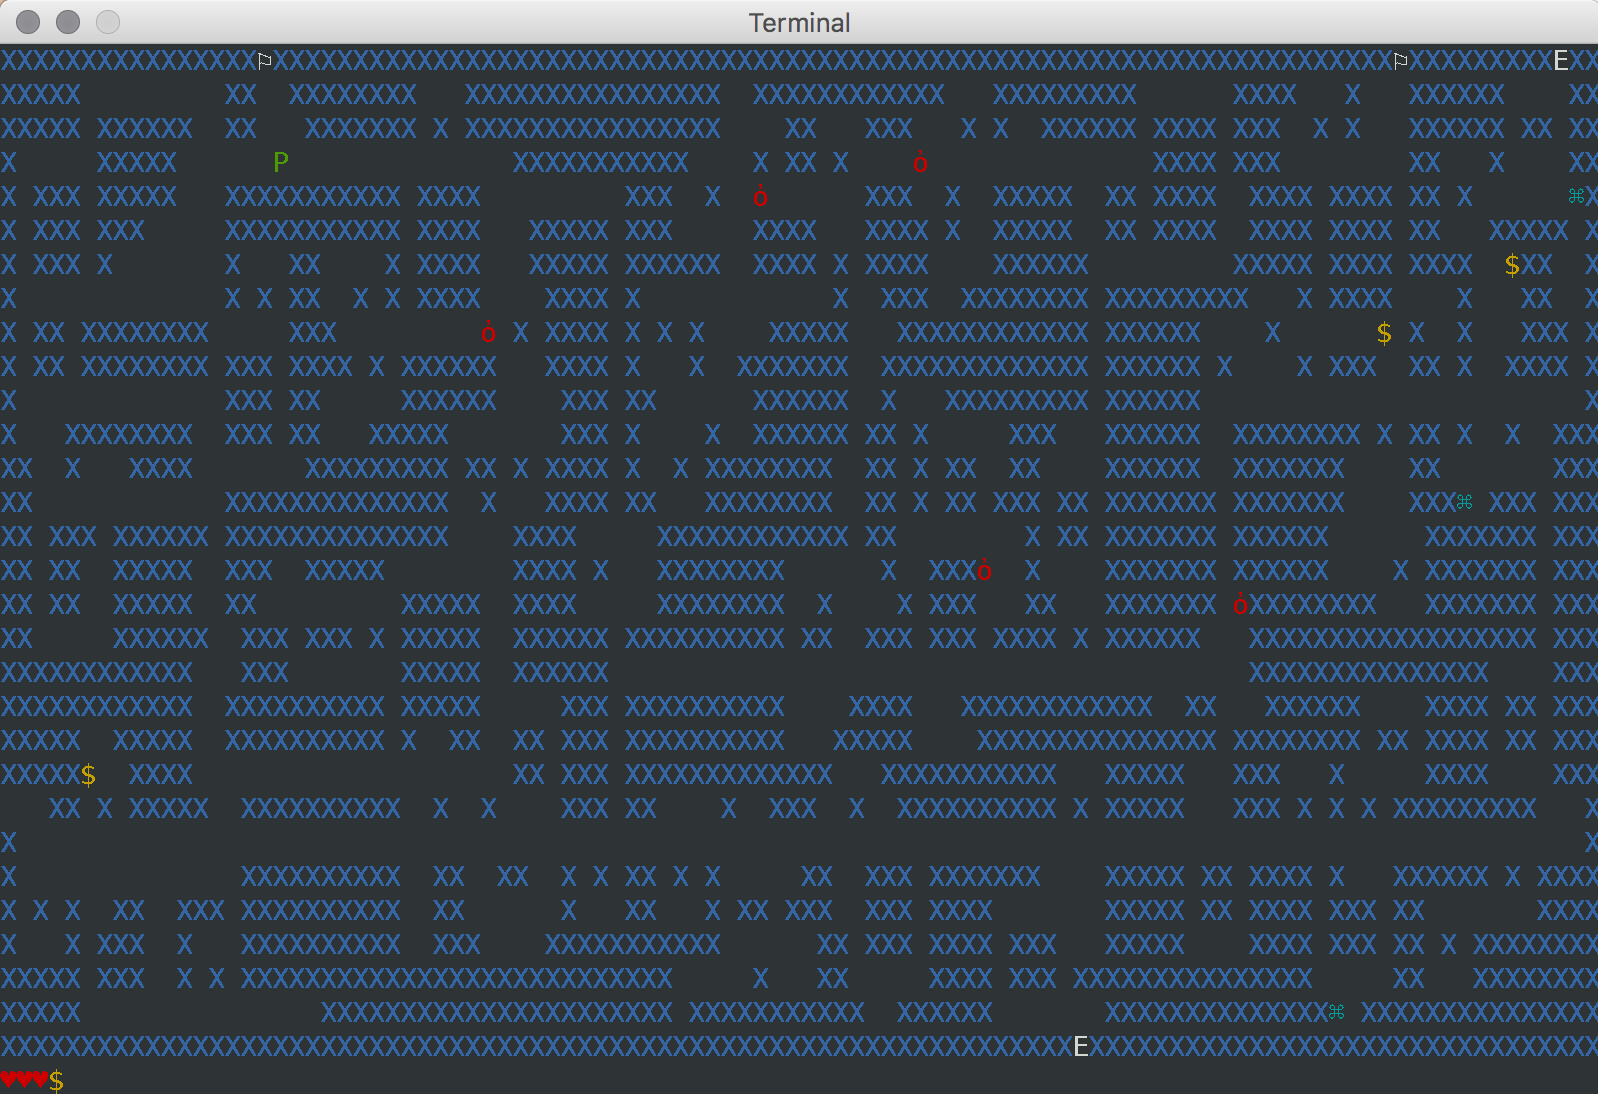 Terminal
XXXXXXXXXXXXXXXX⚐XXXXXXXXXXXXXXXXXXXXXXXXXXXXXXXXXXXXXXXXXXXXXXXXXXXXXXXXXXXXXXXXXXXXXX⚐XXXXXXXXXEXX
XXXXX         XX  XXXXXXXX   XXXXXXXXXXXXXXXX  XXXXXXXXXXXX   XXXXXXXXX      XXXX   X   XXXXXX    XX
XXXXX XXXXXX  XX   XXXXXXX X XXXXXXXXXXXXXXXX    XX   XXX   X X  XXXXXX XXXX XXX  X X   XXXXXX XX XX
X     XXXXX      P              XXXXXXXXXXX    X XX X    ȯ              XXXX XXX        XX   X    XX
X XXX XXXXX   XXXXXXXXXXX XXXX         XXX  X  ȯ      XXX  X  XXXXX  XX XXXX  XXXX XXXX XX X      ⌘X
X XXX XXX     XXXXXXXXXXX XXXX   XXXXX XXX     XXXX   XXXX X  XXXXX  XX XXXX  XXXX XXXX XX   XXXXX X
X XXX X       X   XX    X XXXX   XXXXX XXXXXX  XXXX X XXXX    XXXXXX         XXXXX XXXX XXXX  $XX  X
X             X X XX  X X XXXX    XXXX X            X  XXX  XXXXXXXX XXXXXXXXX   X XXXX    X   XX  X
X XX XXXXXXXX     XXX         ȯ X XXXX X X X    XXXXX   XXXXXXXXXXXX XXXXXX     X      $ X  X   XXX X
X XX XXXXXXXX XXX XXXX X XXXXXX   XXXX X   X  XXXXXXX  XXXXXXXXXXXXX XXXXXX X    X XXX  XX X  XXXX X
X             XXX XX     XXXXXX    XXX XX      XXXXXX  X   XXXXXXXXX XXXXXX                        X
X   XXXXXXXX  XXX XX   XXXXX       XXX X    X  XXXXXX XX X     XXX   XXXXXX  XXXXXXXX X XX X  X  XXX
XX  X   XXXX       XXXXXXXXX XX X XXXX X  X XXXXXXXX  XX X XX  XX    XXXXXX  XXXXXXX    XX       XXX
XX            XXXXXXXXXXXXXX  X   XXXX XX   XXXXXXXX  XX X XX XXX XX XXXXXXX XXXXXXX    XXX⌘ XXX XXX
XX XXX XXXXXX XXXXXXXXXXXXXX    XXXX     XXXXXXXXXXXX XX        X XX XXXXXXX XXXXXX      XXXXXXX XXX
XX XX  XXXXX  XXX  XXXXX        XXXX X   XXXXXXXX      X  XXXȯ  X    XXXXXXX XXXXXX    X XXXXXXX XXX
XX XX  XXXXX  XX         XXXXX  XXXX     XXXXXXXX  X    X XXX   XX   XXXXXXX ȯXXXXXXXX   XXXXXXX XXX
XX     XXXXXX  XXX XXX X XXXXX XXXXXX XXXXXXXXXXX XX  XXX XXX XXXX X XXXXXX   XXXXXXXXXXXXXXXXXX XXX
XXXXXXXXXXXX   XXX       XXXXX  XXXXXX                                        XXXXXXXXXXXXXXX    XXX
XXXXXXXXXXXX  XXXXXXXXXX XXXXX     XXX XXXXXXXXXX    XXXX   XXXXXXXXXXXX  XX   XXXXXX    XXXX XX XXX
XXXXX  XXXXX  XXXXXXXXXX X  XX  XX XXX XXXXXXXXXX   XXXXX    XXXXXXXXXXXXXXX XXXXXXXX XX XXXX XX XXX
XXXXX$  XXXX                    XX XXX XXXXXXXXXXXXX  XXXXXXXXXXX   XXXXX   XXX   X     XXXX    XXX
   XX X XXXXX  XXXXXXXXXX  X  X    XXX XX    X  XXX  X  XXXXXXXXXX X XXXXX   XXX X X X XXXXXXXXX   X
X                                                                                                  X
X              XXXXXXXXXX  XX  XX  X X XX X X     XX  XXX XXXXXXX    XXXXX XX XXXX X   XXXXXX X XXXX
X X X  XX  XXX XXXXXXXXXX  XX      X   XX   X XX XXX  XXX XXXX       XXXXX XX XXXX XXX XX       XXXX
X   X XXX  X   XXXXXXXXXX  XXX    XXXXXXXXXXX      XX XXX XXXX XXX   XXXXX    XXXX XXX XX X XXXXXXXX
XXXXX XXX  X X XXXXXXXXXXXXXXXXXXXXXXXXXXX     X   XX     XXXX XXX XXXXXXXXXXXXXXX     XX   XXXXXXXX
XXXXX               XXXXXXXXXXXXXXXXXXXXXX XXXXXXXXXXX  XXXXXX       XXXXXXXXXXXXXX⌘ XXXXXXXXXXXXXXX
XXXXXXXXXXXXXXXXXXXXXXXXXXXXXXXXXXXXXXXXXXXXXXXXXXXXXXXXXXXXXXXXXXXEXXXXXXXXXXXXXXXXXXXXXXXXXXXXXXXX
♥♥♥$